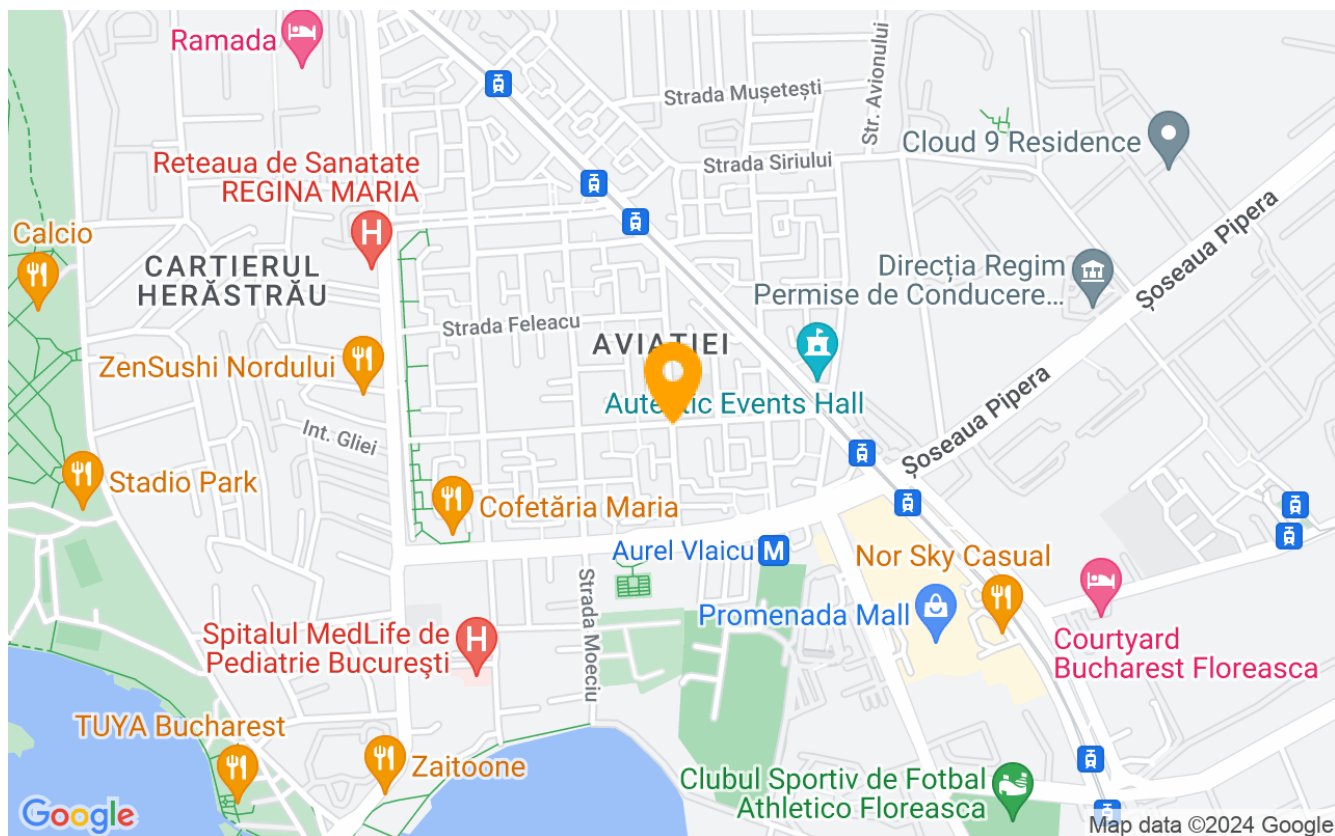 Ramada
Strada Mușetești
Str. Avionului
Cloud 9 Residence
Strada Siriului
Reteaua de Sanatate
REGINA MARIA
H
Calcio
CARTIERUL
HERĂSTRĂU
Direcția Regim
Permise de Conducere…
Șoseaua Pipera
Strada Feleacu
AVIAȚIEI
ZenSushi Nordului
Autentic Events Hall
Șoseaua Pipera
Int. Gliei
Stadio Park
Cofetăria Maria
Aurel Vlaicu M
Nor Sky Casual
Strada Moeciu
Promenada Mall
Spitalul MedLife de
Pediatrie Bucureşti
H
Courtyard
Bucharest Floreasca
TUYA Bucharest
Zaitoone
Clubul Sportiv de Fotbal
Athletico Floreasca
Google
Map data ©2024 Google